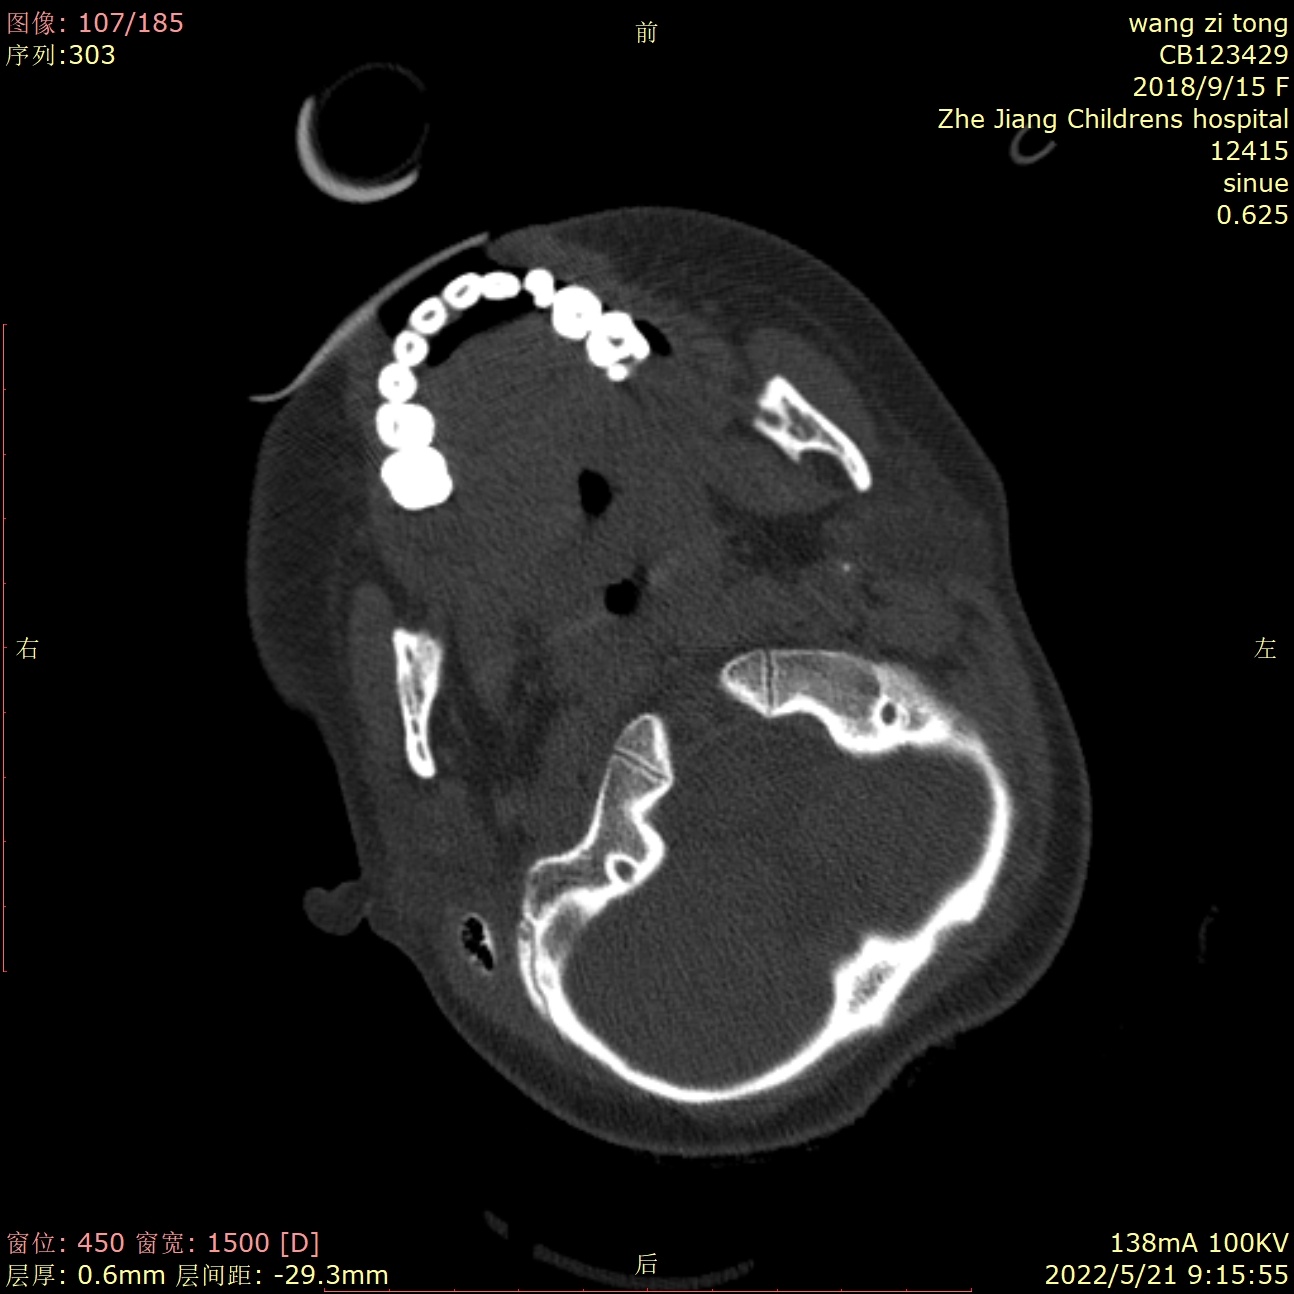 图像: 107/185
序列:303
前
wang zi tong
CB123429
2018/9/15 F
Zhe Jiang Childrens hospital
12415
sinue
0.625
右
左
窗位: 450 窗宽: 1500 [D]
层厚: 0.6mm 层间距: -29.3mm
后
138mA 100KV
2022/5/21 9:15:55